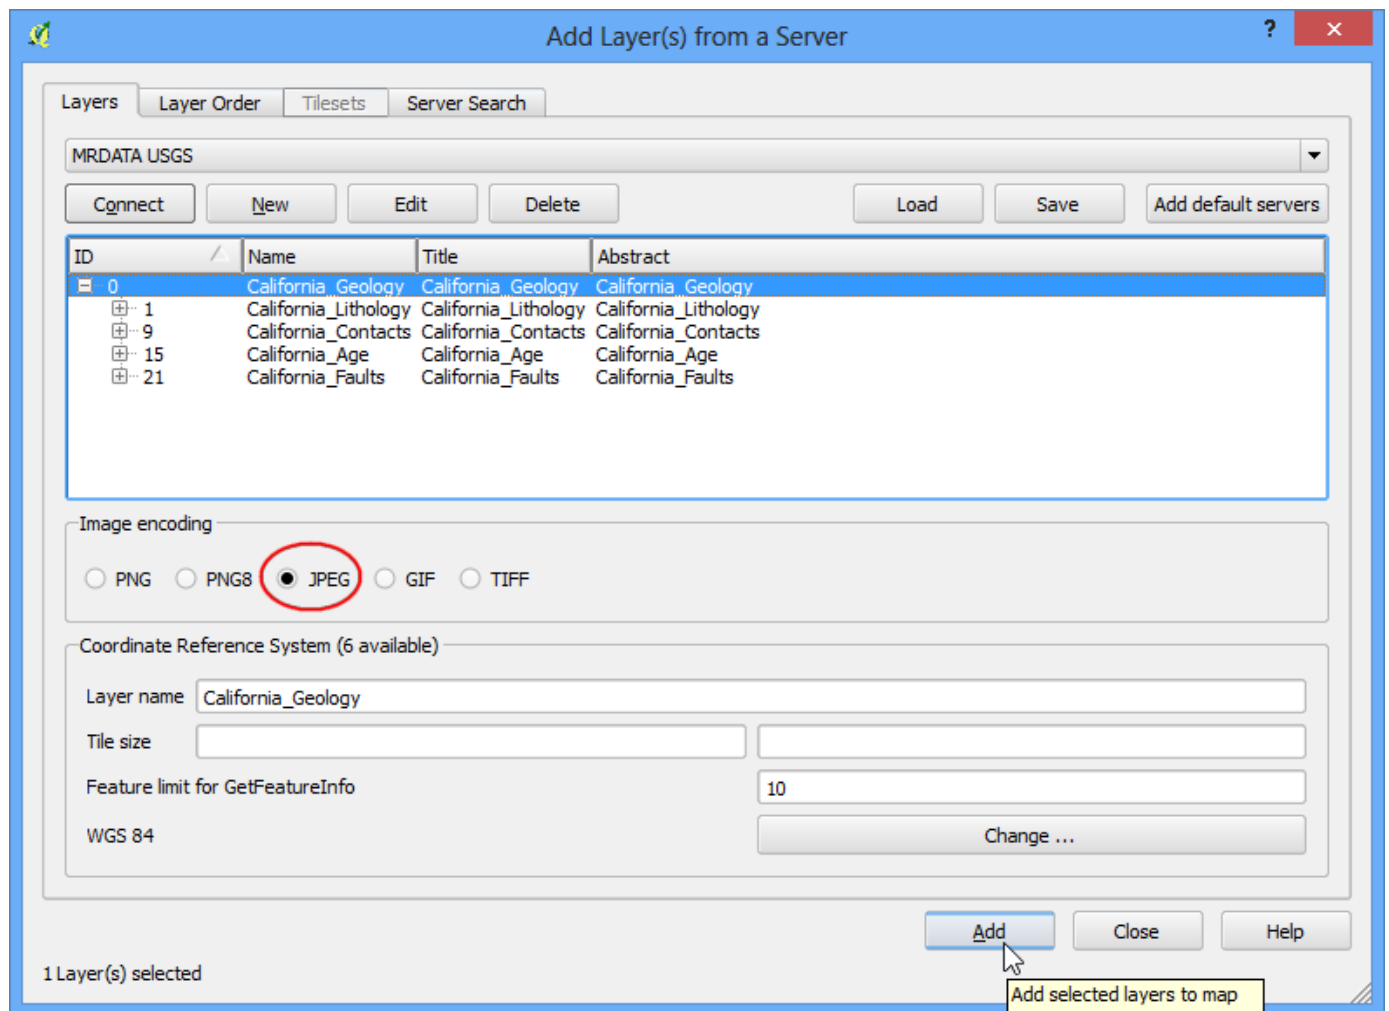 Add Layer(s) from a Server ?
Layers Layer Order Tilesets Server Search
MRDATA USGS
Connect New Edit Delete Load Save Add default servers
ID Name Title Abstract
0 California_Geology California_Geology California_Geology
1 California_Lithology California_Lithology California_Lithology
9 California_Contacts California_Contacts California_Contacts
15 California_Age California_Age California_Age
21 California_Faults California_Faults California_Faults
Image encoding
PNG PNG8 JPEG GIF TIFF
Coordinate Reference System (6 available)
Layer name California_Geology
Tile size
Feature limit for GetFeatureInfo 10
WGS 84 Change ...
Add Close Help
1 Layer(s) selected
Add selected layers to map